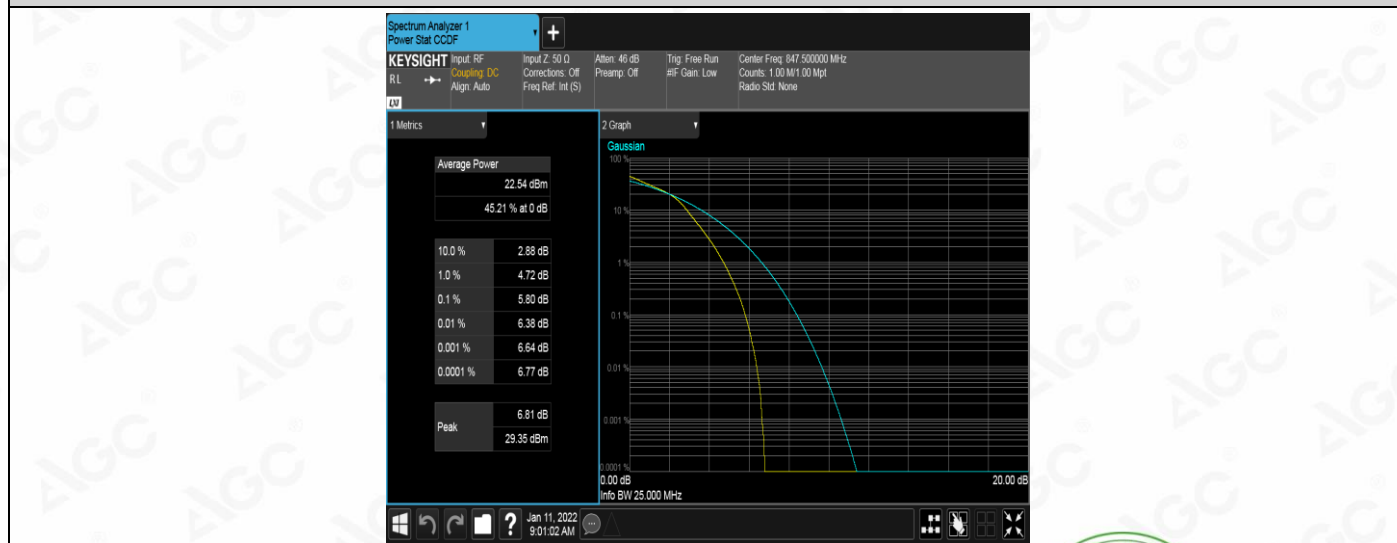 Spectrum Analyzer 1
Power Stat CCDF
+
KEYSIGHT Input: RF Input Z: 50 Ω Atten: 46 dB Trig: Free Run Center Freq: 847.500000 MHz
R L Coupling: DC Corrections: Off Preamp: Off #IF Gain: Low Counts: 1.00 M/1.00 Mpt
Align: Auto Freq Ref: Int (S) Radio Std: None
LXI
1 Metrics
2 Graph
Average Power
22.54 dBm
45.21 % at 0 dB
10.0 % 2.88 dB
1.0 % 4.72 dB
0.1 % 5.80 dB
0.01 % 6.38 dB
0.001 % 6.64 dB
0.0001 % 6.77 dB
Peak
6.81 dB
29.35 dBm
Gaussian
100 %
10 %
1 %
0.1 %
0.01 %
0.001 %
0.0001 %
0.00 dB 20.00 dB
Info BW 25.000 MHz
? Jan 11, 2022
9:01:02 AM
AGC